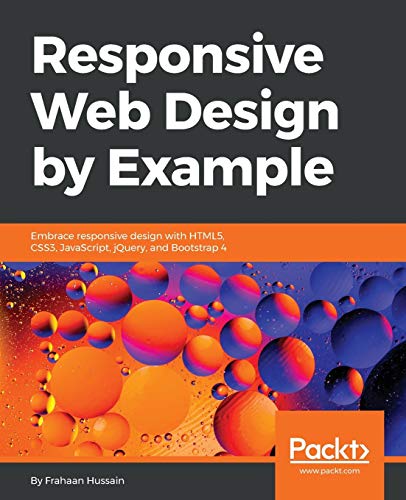 Responsive
Web Design
by Example
Embrace responsive design with HTML5,
CSS3, JavaScript, jQuery, and Bootstrap 4
By Frahaan Hussain
Packt>
www.packt.com